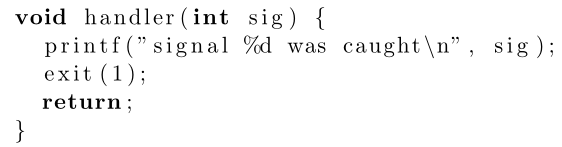 void handler(int sig) {
printf("signal %d was caught\n", sig);
exit(1);
return;
}